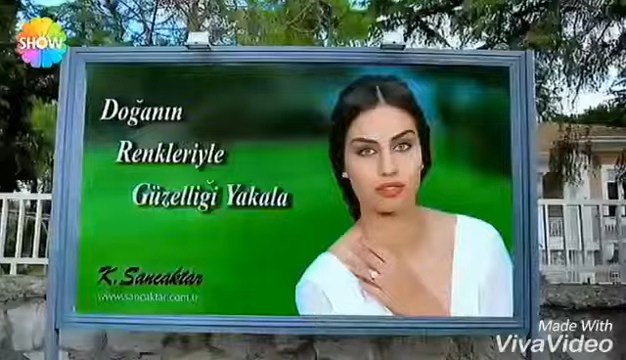 SHOW
Doğanın
Renkleriyle
Güzelliği Yakala
K.Sancaktar
www.sancaktar.com.tr
Made With
VivaVideo